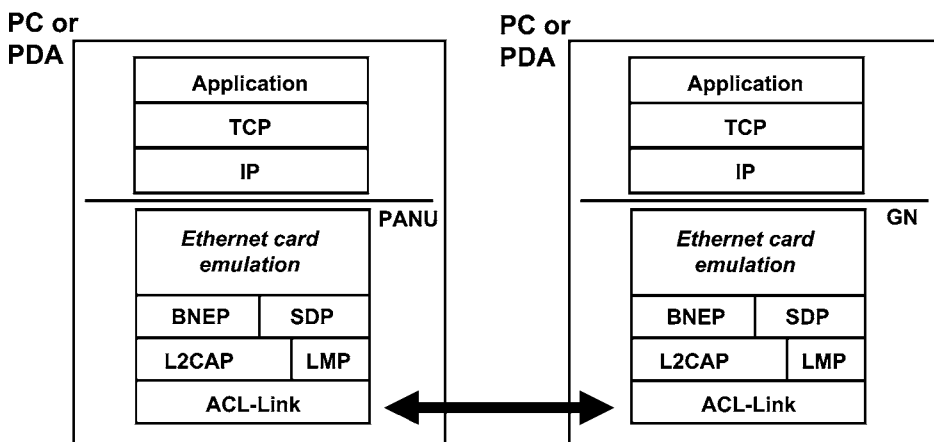 PC or
PDA
Application
TCP
IP
PANU
Ethernet card
emulation
BNEP SDP
L2CAP LMP
ACL-Link
PC or
PDA
Application
TCP
IP
GN
Ethernet card
emulation
BNEP SDP
L2CAP LMP
ACL-Link